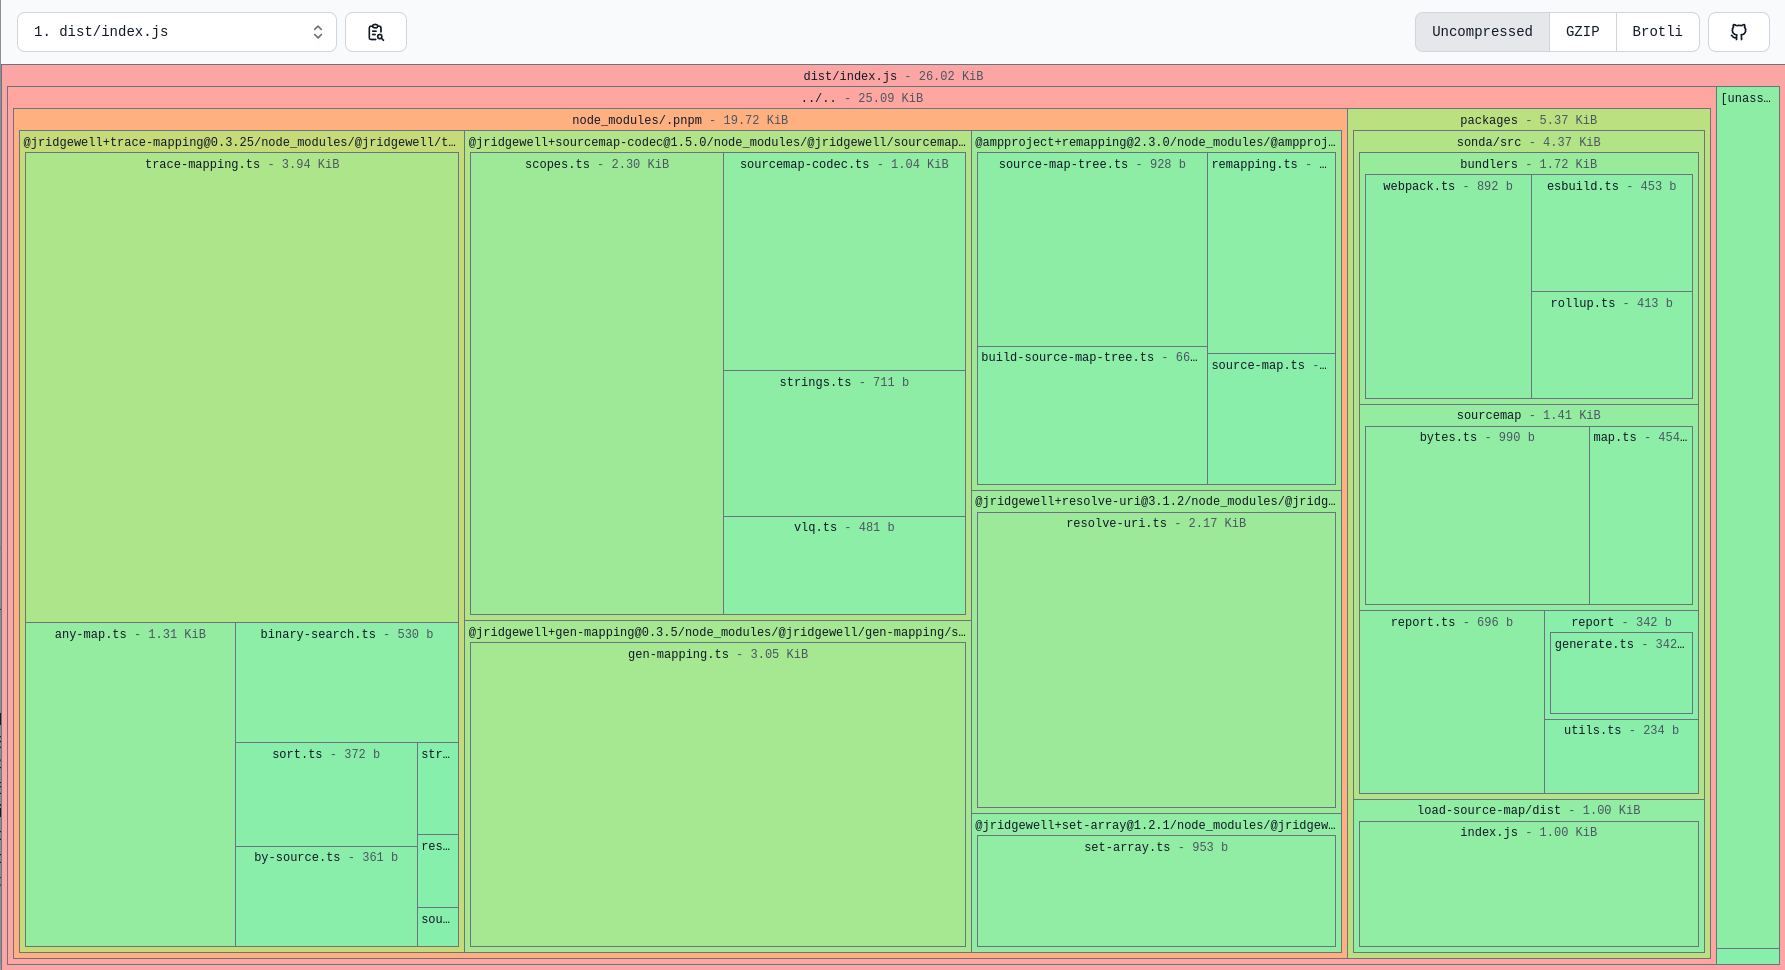 1. dist/index.js
Uncompressed
GZIP
Brotli
dist/index.js - 26.02 KiB
../.. - 25.09 KiB
[unass…
node_modules/.pnpm - 19.72 KiB
packages - 5.37 KiB
@jridgewell+trace-mapping@0.3.25/node_modules/@jridgewell/t…
trace-mapping.ts - 3.94 KiB
any-map.ts - 1.31 KiB
binary-search.ts - 530 b
sort.ts - 372 b
str…
by-source.ts - 361 b
res…
sou…
@jridgewell+sourcemap-codec@1.5.0/node_modules/@jridgewell/sourcemap…
scopes.ts - 2.30 KiB
sourcemap-codec.ts - 1.04 KiB
strings.ts - 711 b
vlq.ts - 481 b
@jridgewell+gen-mapping@0.3.5/node_modules/@jridgewell/gen-mapping/s…
gen-mapping.ts - 3.05 KiB
@ampproject+remapping@2.3.0/node_modules/@ampproj…
source-map-tree.ts - 928 b
remapping.ts - …
build-source-map-tree.ts - 66…
source-map.ts -…
@jridgewell+resolve-uri@3.1.2/node_modules/@jridg…
resolve-uri.ts - 2.17 KiB
@jridgewell+set-array@1.2.1/node_modules/@jridgew…
set-array.ts - 953 b
sonda/src - 4.37 KiB
bundlers - 1.72 KiB
webpack.ts - 892 b
esbuild.ts - 453 b
rollup.ts - 413 b
sourcemap - 1.41 KiB
bytes.ts - 990 b
map.ts - 454…
report.ts - 696 b
report - 342 b
generate.ts - 342…
utils.ts - 234 b
load-source-map/dist - 1.00 KiB
index.js - 1.00 KiB